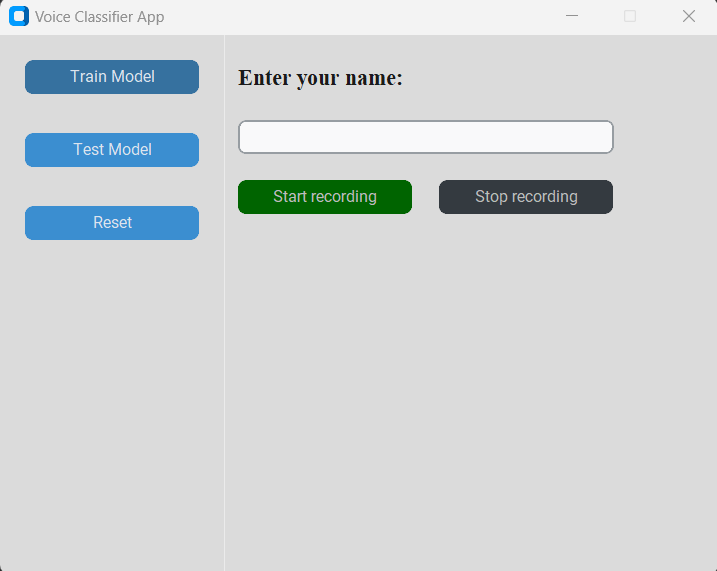 Voice Classifier App
Train Model
Test Model
Reset
Enter your name:
Start recording
Stop recording